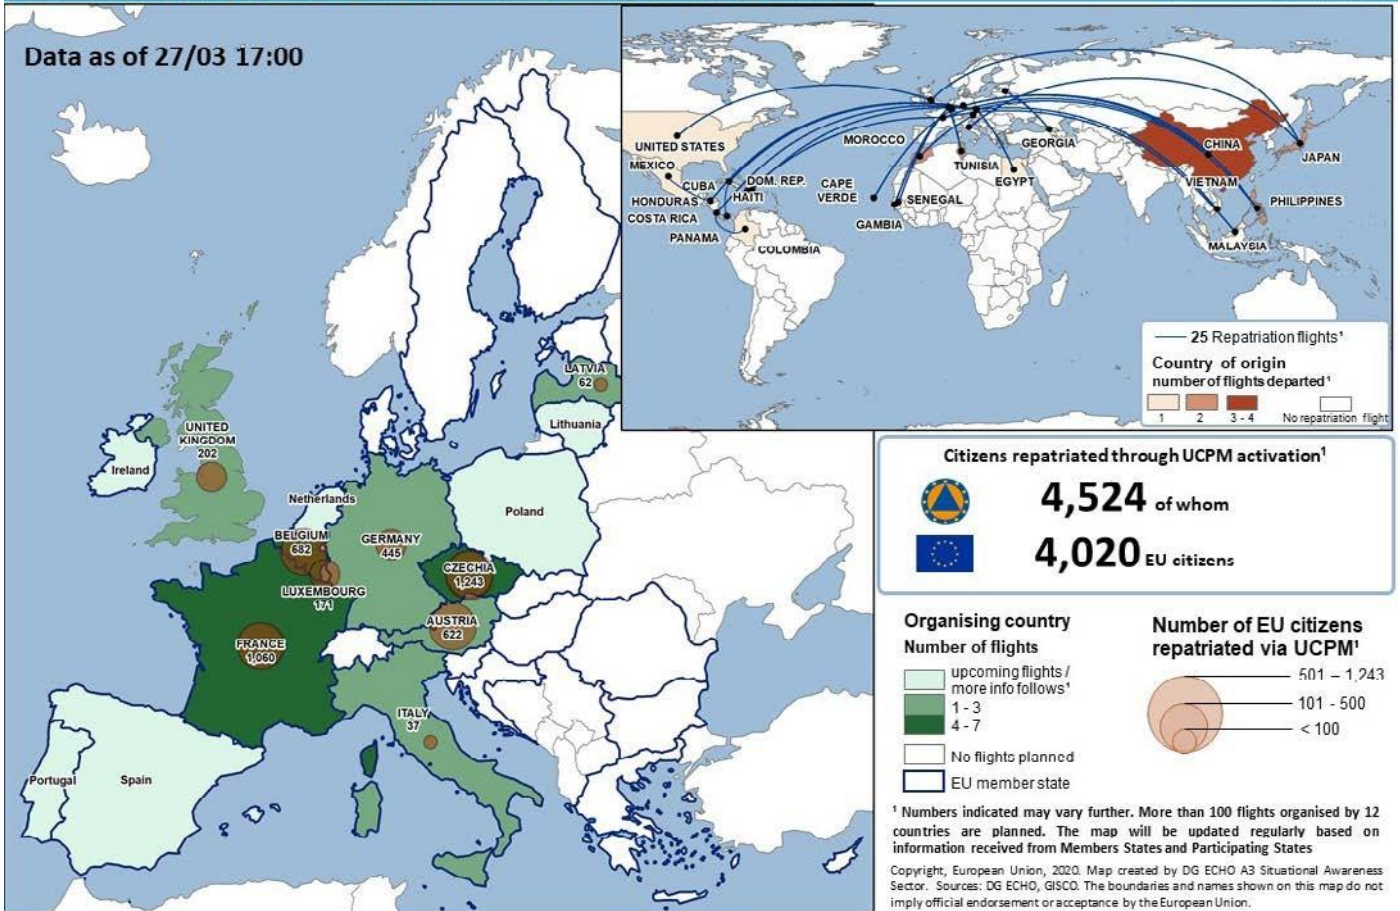 Data as of 27/03 17:00
UNITED STATES
MEXICO
CUBA
DOM. REP.
HAITI
HONDURAS
COSTA RICA
PANAMA
COLOMBIA
MOROCCO
CAPE
VERDE
SENEGAL
GAMBIA
TUNISIA
EGYPT
GEORGIA
CHINA
JAPAN
VIETNAM
PHILIPPINES
MALAYSIA
25 Repatriation flights¹
Country of origin
number of flights departed¹
1 2 3 - 4 No repatriation flight
LATVIA
62
Lithuania
UNITED
KINGDOM
202
Ireland
Netherlands
Poland
BELGIUM
682
GERMANY
445
CZECHIA
1,243
LUXEMBOURG
171
AUSTRIA
622
FRANCE
1,060
ITALY
37
Portugal
Spain
Citizens repatriated through UCPM activation¹
4,524 of whom
4,020 EU citizens
Organising country
Number of flights
upcoming flights /
more info follows¹
1 - 3
4 - 7
No flights planned
EU member state
Number of EU citizens
repatriated via UCPM¹
501 – 1,243
101 - 500
< 100
¹ Numbers indicated may vary further. More than 100 flights organised by 12
countries are planned. The map will be updated regularly based on
information received from Members States and Participating States
Copyright, European Union, 2020. Map created by DG ECHO A3 Situational Awareness
Sector. Sources: DG ECHO, GISCO. The boundaries and names shown on this map do not
imply official endorsement or acceptance by the European Union.